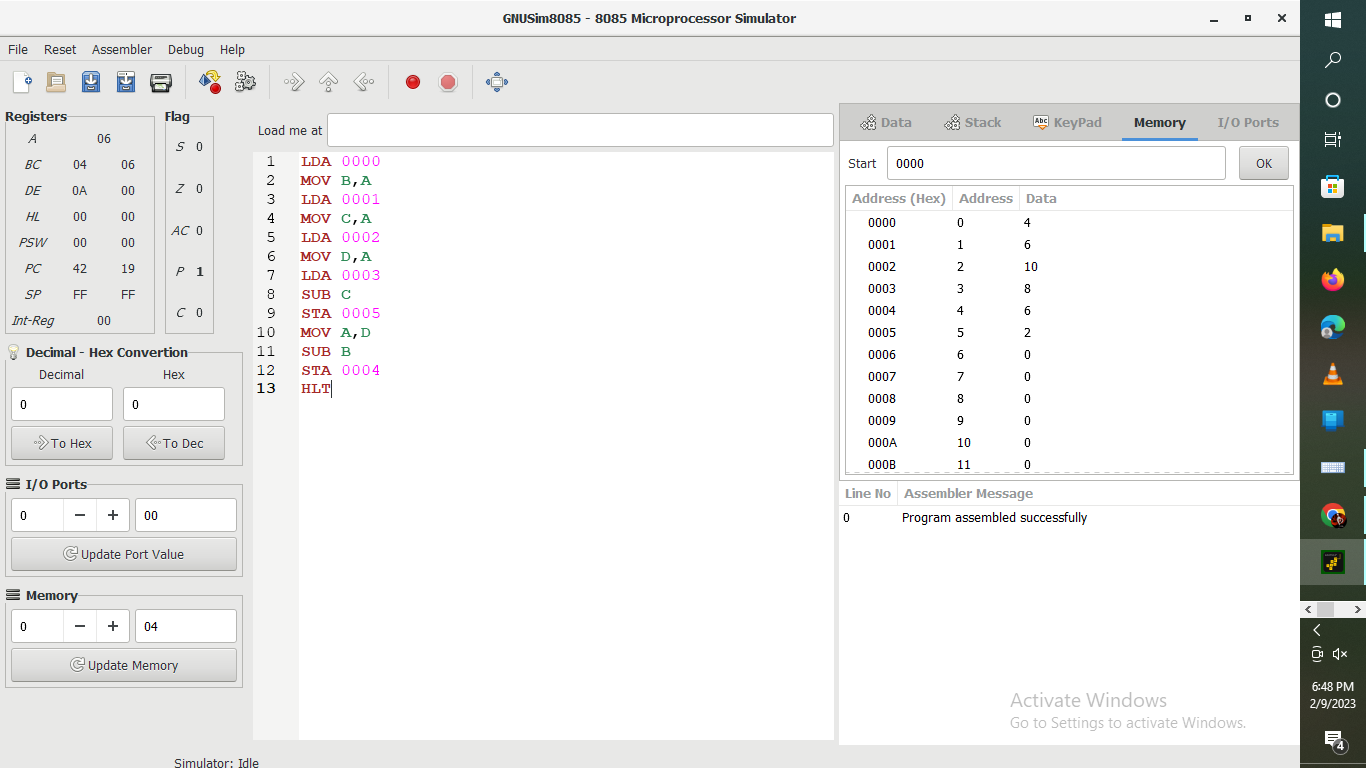 GNUSim8085 - 8085 Microprocessor Simulator
File Reset Assembler Debug Help
Registers
A 06
BC 04 06
DE 0A 00
HL 00 00
PSW 00 00
PC 42 19
SP FF FF
Int-Reg 00
Flag
S 0
Z 0
AC 0
P 1
C 0
Decimal - Hex Convertion
Decimal Hex
0 0
To Hex To Dec
I/O Ports
0 00
Update Port Value
Memory
0 04
Update Memory
Load me at
1 LDA 0000
2 MOV B,A
3 LDA 0001
4 MOV C,A
5 LDA 0002
6 MOV D,A
7 LDA 0003
8 SUB C
9 STA 0005
10 MOV A,D
11 SUB B
12 STA 0004
13 HLT
Data Stack Abc KeyPad Memory I/O Ports
Start 0000 OK
Address (Hex) Address Data
0000 0 4
0001 1 6
0002 2 10
0003 3 8
0004 4 6
0005 5 2
0006 6 0
0007 7 0
0008 8 0
0009 9 0
000A 10 0
000B 11 0
Line No Assembler Message
0 Program assembled successfully
Activate Windows
Go to Settings to activate Windows.
Simulator: Idle
6:48 PM
2/9/2023
4